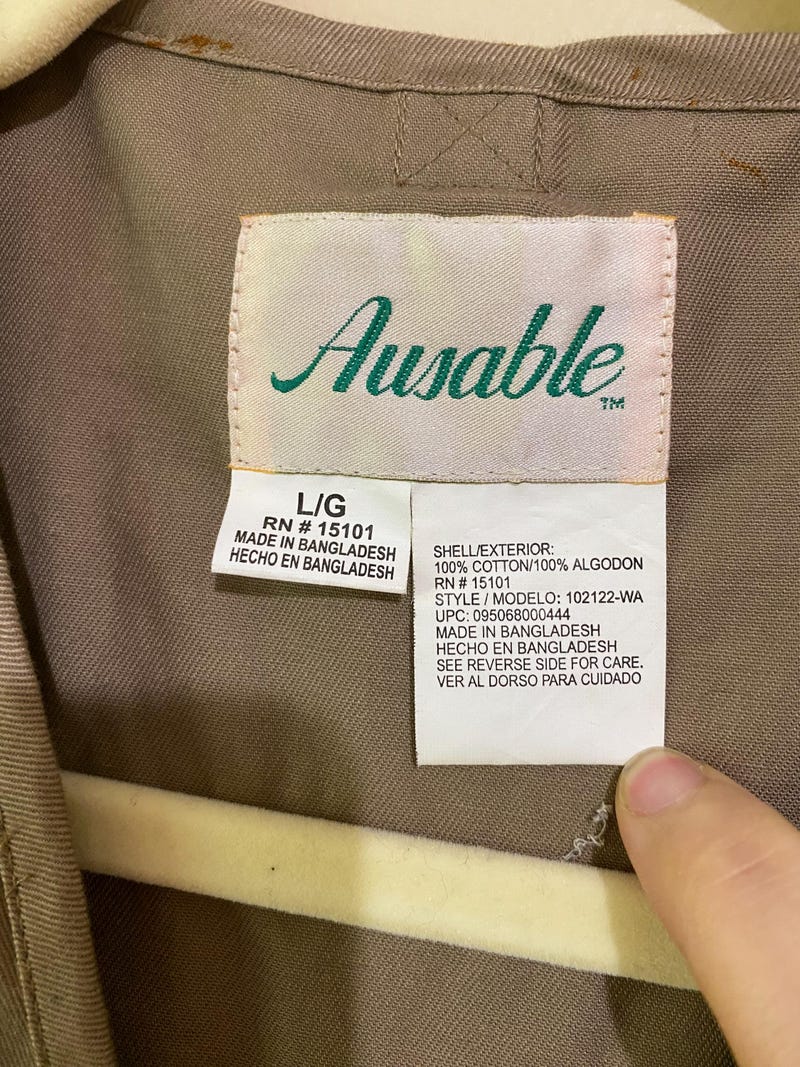 Ausable
TM
L/G
RN # 15101
MADE IN BANGLADESH
HECHO EN BANGLADESH
SHELL/EXTERIOR:
100% COTTON/100% ALGODON
RN # 15101
STYLE / MODELO: 102122-WA
UPC: 095068000444
MADE IN BANGLADESH
HECHO EN BANGLADESH
SEE REVERSE SIDE FOR CARE.
VER AL DORSO PARA CUIDADO